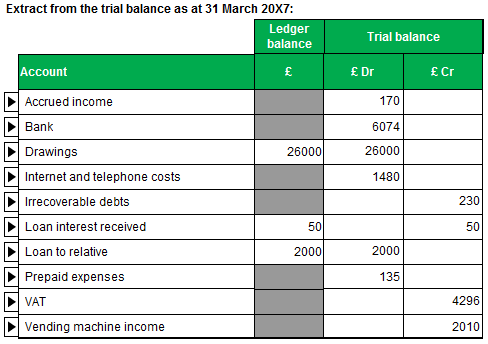 Extract from the trial balance as at 31 March 20X7:
Ledger balance Trial balance
Account £ £ Dr £ Cr
Accrued income 170
Bank 6074
Drawings 26000 26000
Internet and telephone costs 1480
Irrecoverable debts 230
Loan interest received 50 50
Loan to relative 2000 2000
Prepaid expenses 135
VAT 4296
Vending machine income 2010